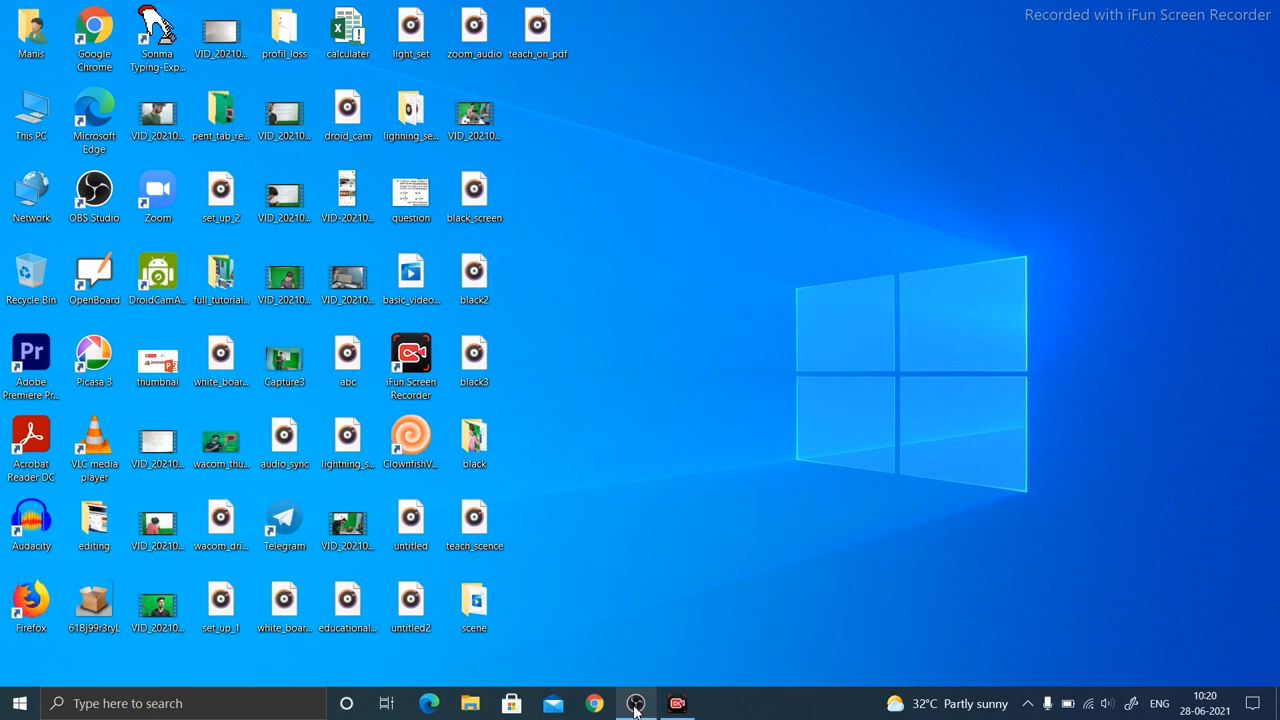 Recorded with iFun Screen Recorder
Manis
Google Chrome
Sonma Typing-Exp...
VID_20210...
profil_loss
calculater
light_set
zoom_audio
teach_on_pdf
This PC
Microsoft Edge
VID_20210...
pent_tab_re...
VID_20210...
droid_cam
lighning_se...
VID_20210...
Network
OBS Studio
Zoom
set_up_2
VID_20210...
VID-20210...
question
black_screen
Recycle Bin
OpenBoard
DroidCamA...
full_tutorial...
VID_20210...
VID_20210...
basic_video...
black2
Adobe Premiere Pr...
Picasa 3
thumbnai
white_boar...
Capture3
abc
iFun Screen Recorder
black3
Acrobat Reader DC
VLC media player
VID_20210...
wacom_thu...
audio_sync
lightning_s...
ClownfishV...
black
Audacity
editing
VID_20210...
wacom_dri...
Telegram
VID_20210...
untitled
teach_scence
Firefox
61Bj99r3ryL
VID_20210...
set_up_1
white_boar...
educational...
untitled2
scene
Type here to search
32°C Partly sunny
ENG
10:20
28-06-2021